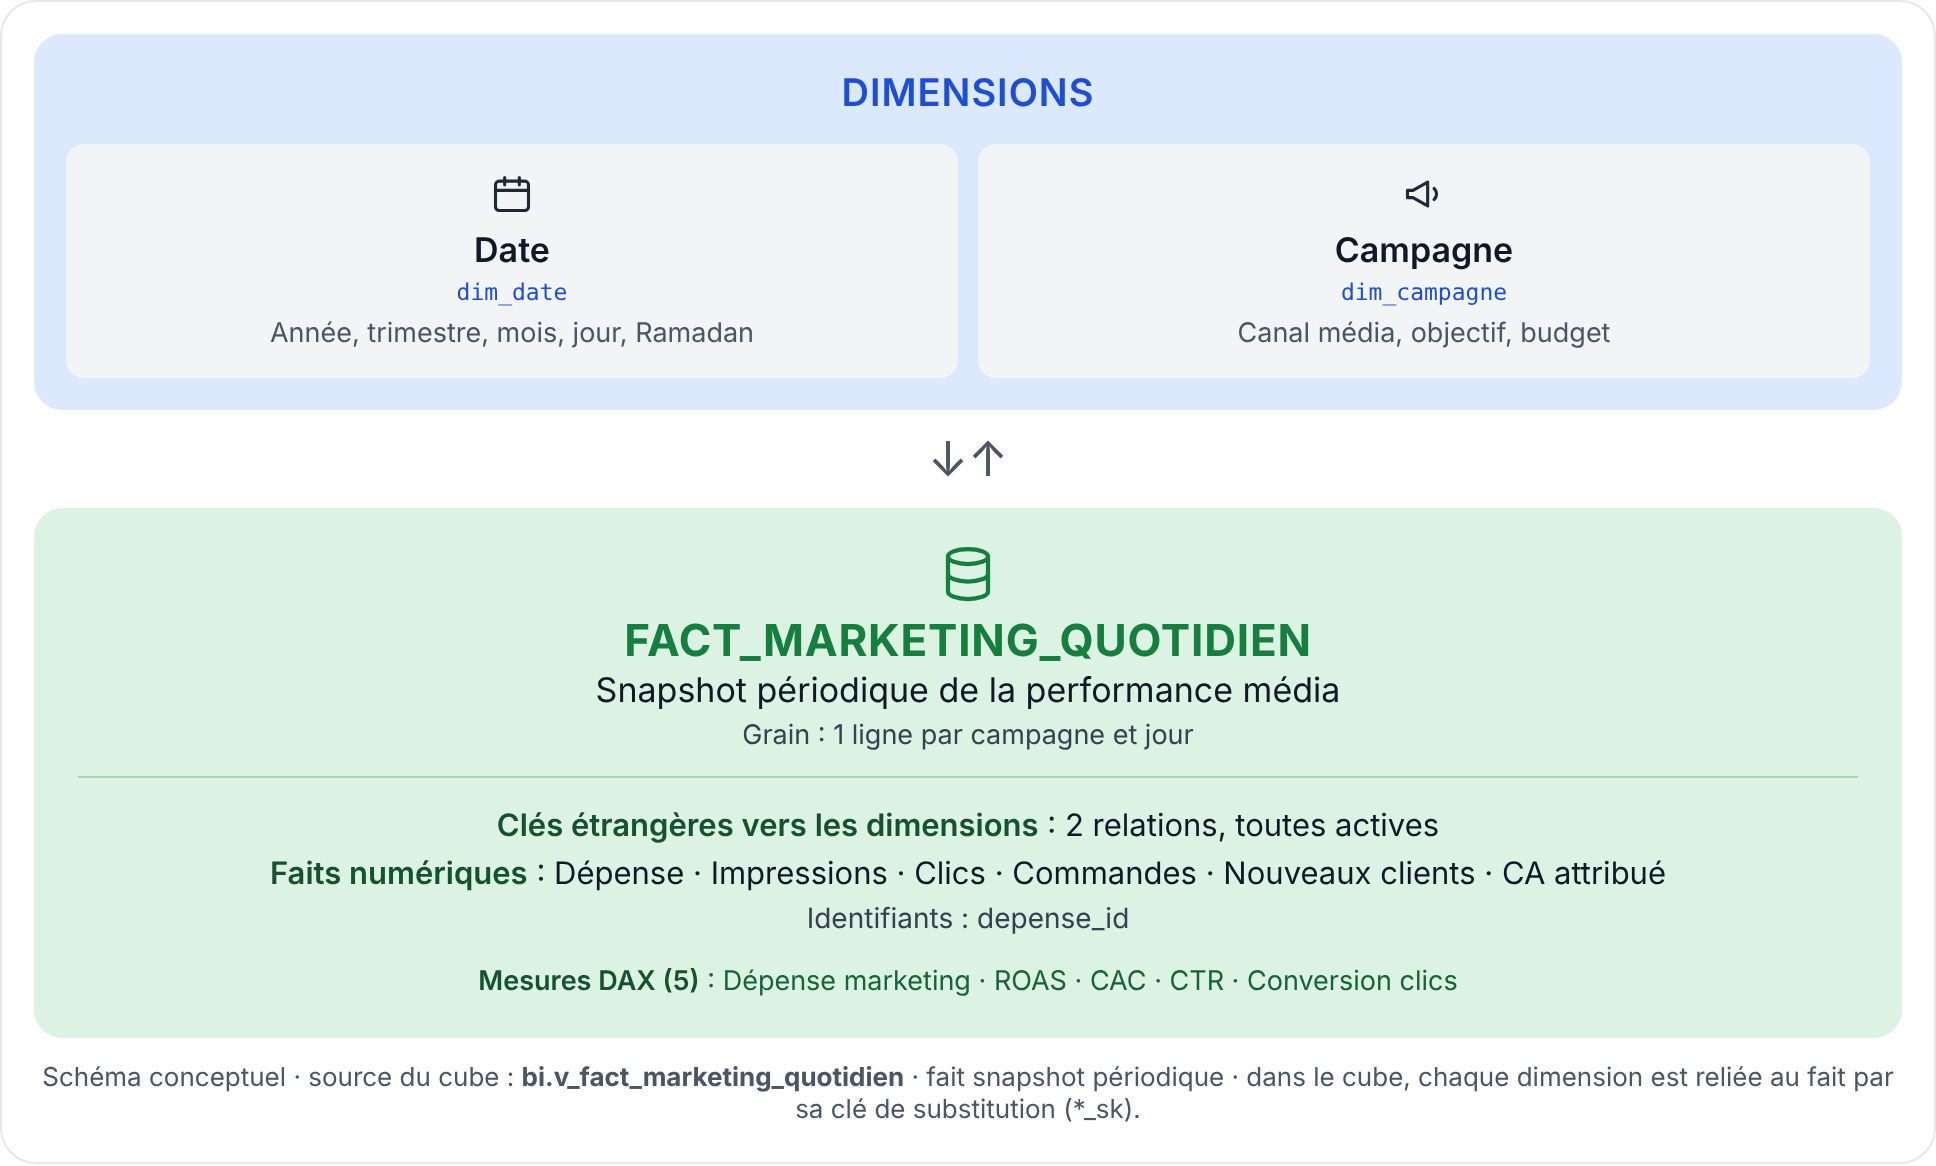 DIMENSIONS
Date
dim_date
Année, trimestre, mois, jour, Ramadan
Campagne
dim_campagne
Canal média, objectif, budget
FACT_MARKETING_QUOTIDIEN
Snapshot périodique de la performance média
Grain : 1 ligne par campagne et jour
Clés étrangères vers les dimensions : 2 relations, toutes actives
Faits numériques : Dépense · Impressions · Clics · Commandes · Nouveaux clients · CA attribué
Identifiants : depense_id
Mesures DAX (5) : Dépense marketing · ROAS · CAC · CTR · Conversion clics
Schéma conceptuel · source du cube : bi.v_fact_marketing_quotidien · fait snapshot périodique · dans le cube, chaque dimension est reliée au fait par
sa clé de substitution (*_sk).